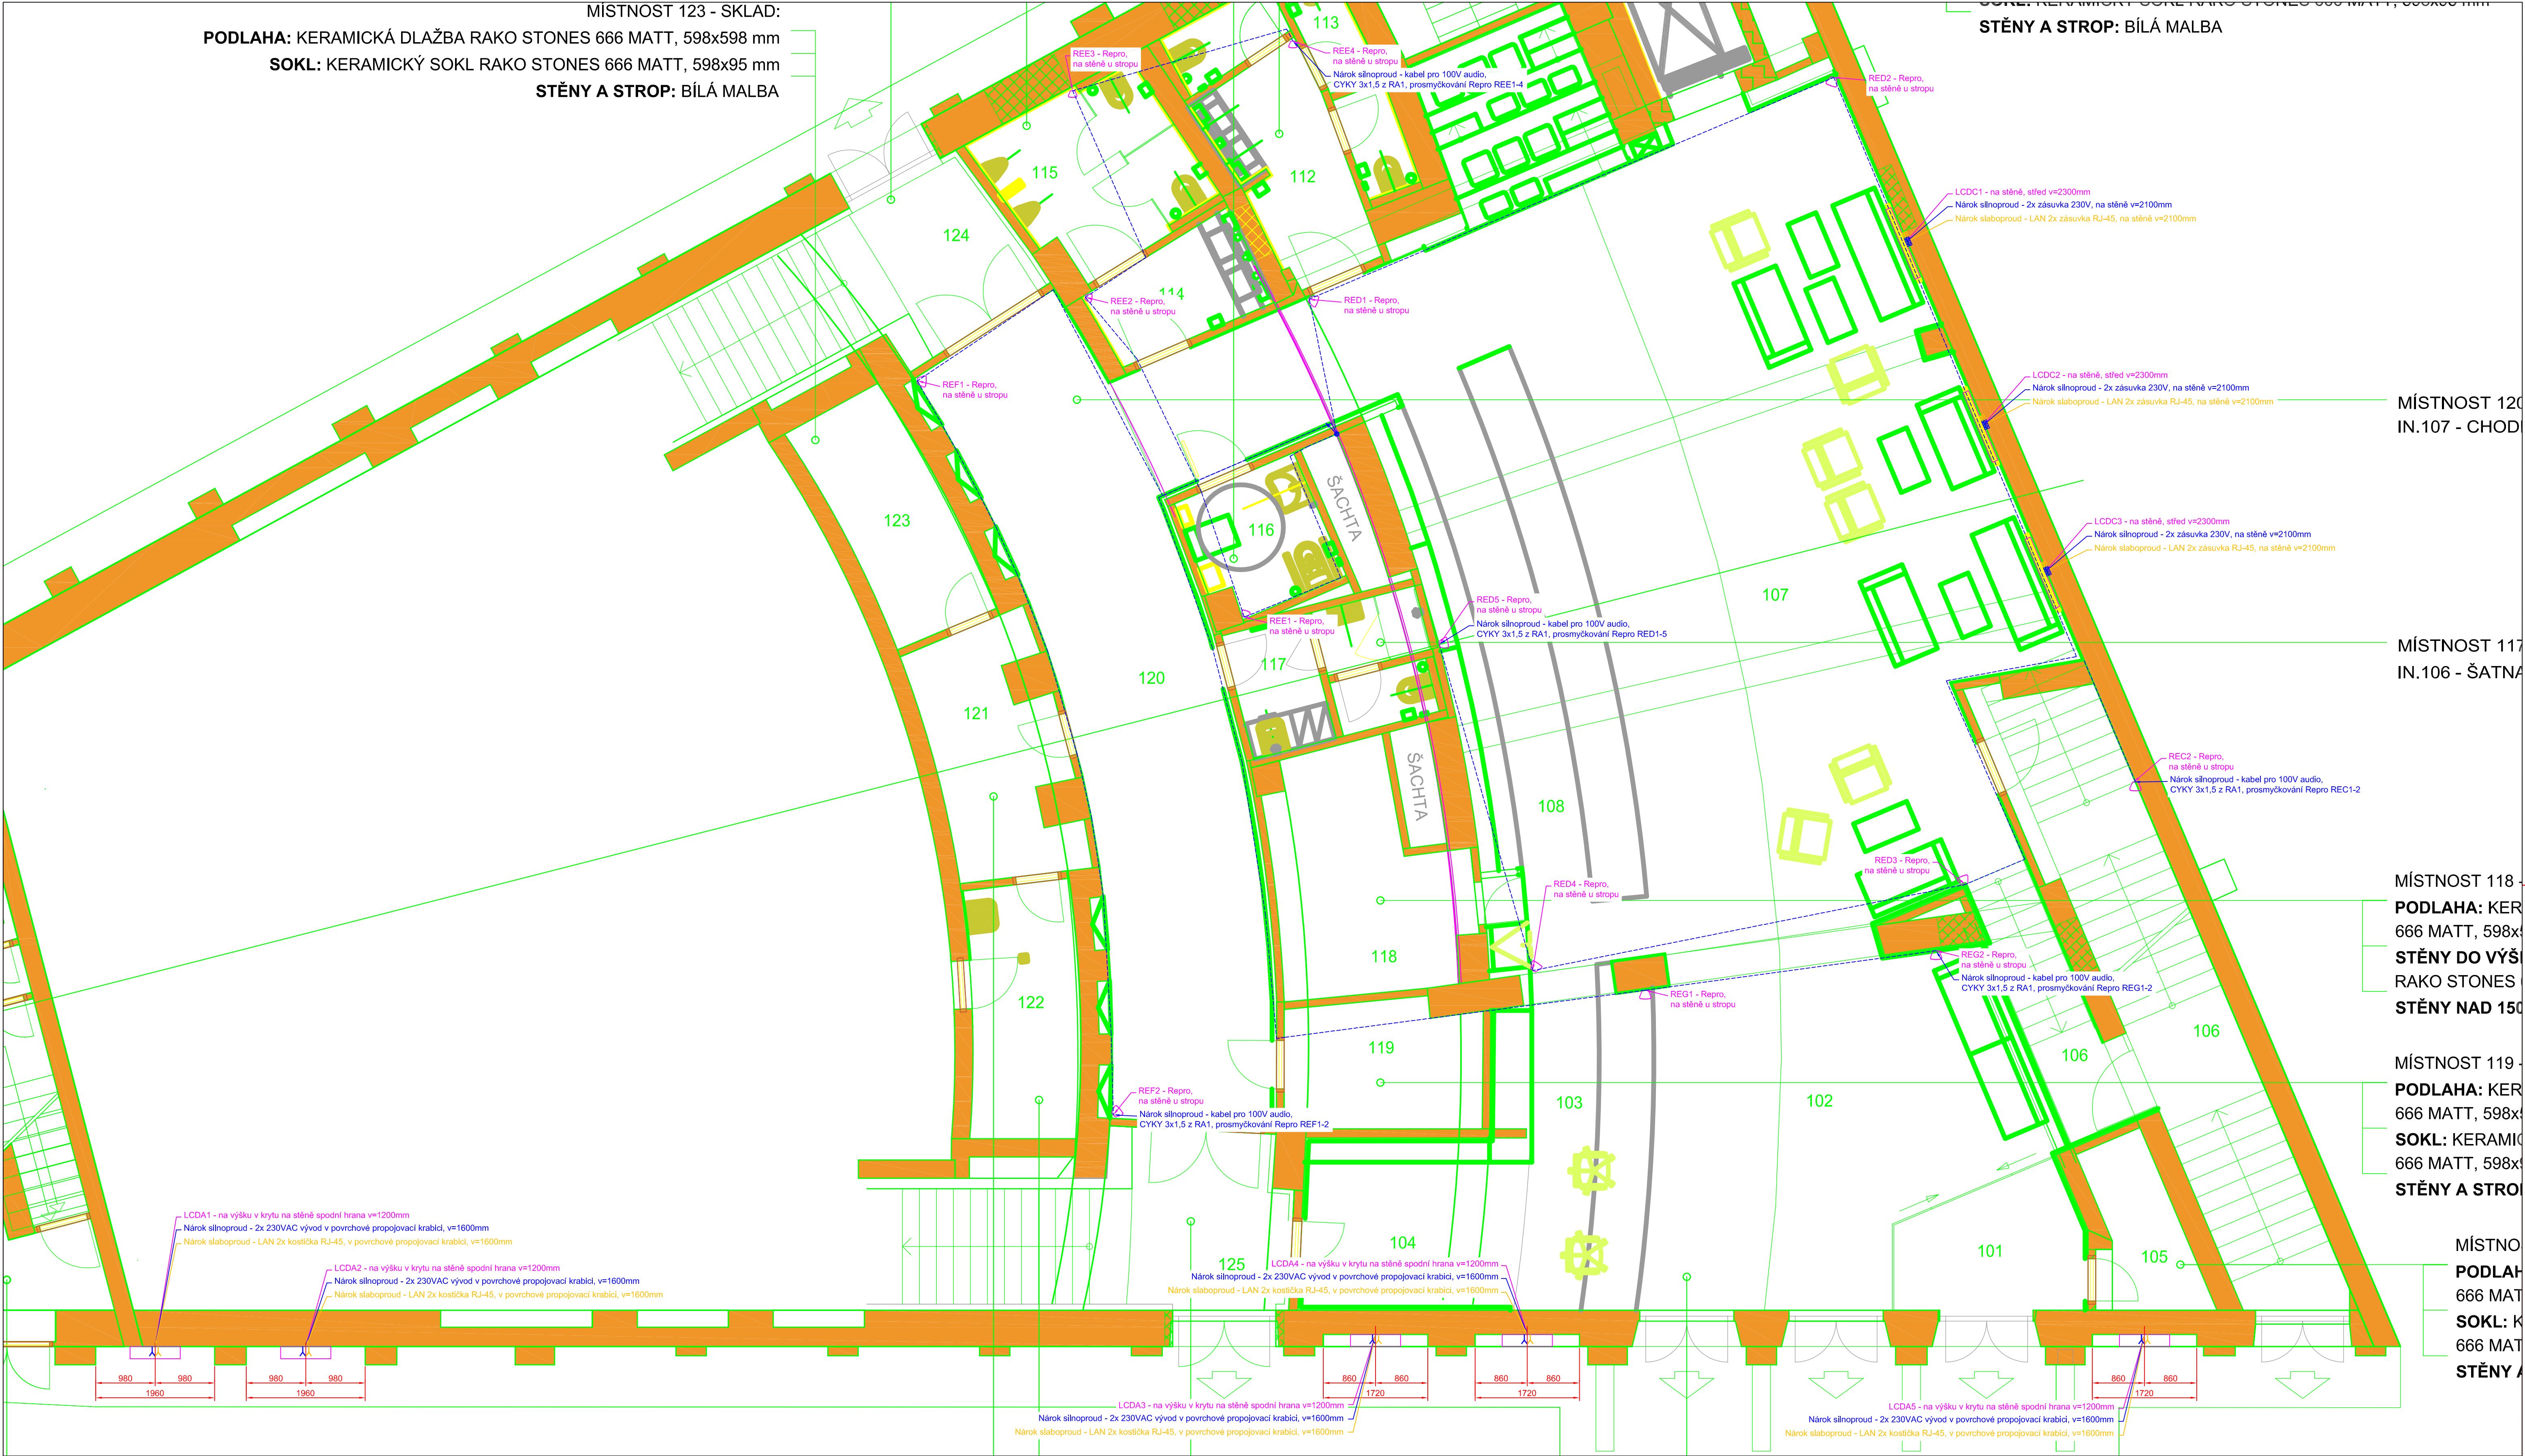 MÍSTNOST 123 - SKLAD:
PODLAHA: KERAMICKÁ DLAŽBA RAKO STONES 666 MATT, 598x598 mm
SOKL: KERAMICKÝ SOKL RAKO STONES 666 MATT, 598x95 mm
STĚNY A STROP: BÍLÁ MALBA
SOKL: KERAMICKÝ SOKL RAKO STONES 666 MATT, 598x95 mm
STĚNY A STROP: BÍLÁ MALBA
113
REE3 - Repro,
na stěně u stropu
REE4 - Repro,
na stěně u stropu
Nárok silnoproud - kabel pro 100V audio,
CYKY 3x1,5 z RA1, prosmyčkování Repro REE1-4
RED2 - Repro,
na stěně u stropu
115
112
124
LCDC1 - na stěně, střed v=2300mm
Nárok silnoproud - 2x zásuvka 230V, na stěně v=2100mm
Nárok slaboproud - LAN 2x zásuvka RJ-45, na stěně v=2100mm
114
REE2 - Repro,
na stěně u stropu
RED1 - Repro,
na stěně u stropu
REF1 - Repro,
na stěně u stropu
LCDC2 - na stěně, střed v=2300mm
Nárok silnoproud - 2x zásuvka 230V, na stěně v=2100mm
Nárok slaboproud - LAN 2x zásuvka RJ-45, na stěně v=2100mm
MÍSTNOST 120
IN.107 - CHOD
ŠACHTA
123
116
LCDC3 - na stěně, střed v=2300mm
Nárok silnoproud - 2x zásuvka 230V, na stěně v=2100mm
Nárok slaboproud - LAN 2x zásuvka RJ-45, na stěně v=2100mm
107
RED5 - Repro,
na stěně u stropu
Nárok silnoproud - kabel pro 100V audio,
CYKY 3x1,5 z RA1, prosmyčkování Repro RED1-5
REE1 - Repro,
na stěně u stropu
MÍSTNOST 117
IN.106 - ŠATNA
117
120
121
ŠACHTA
REC2 - Repro,
na stěně u stropu
Nárok silnoproud - kabel pro 100V audio,
CYKY 3x1,5 z RA1, prosmyčkování Repro REC1-2
108
RED3 - Repro,
na stěně u stropu
RED4 - Repro,
na stěně u stropu
MÍSTNOST 118 -
PODLAHA: KER
666 MATT, 598x5
STĚNY DO VÝŠ
RAKO STONES
STĚNY NAD 150
118
REG2 - Repro,
na stěně u stropu
Nárok silnoproud - kabel pro 100V audio,
CYKY 3x1,5 z RA1, prosmyčkování Repro REG1-2
REG1 - Repro,
na stěně u stropu
122
106
119
106
MÍSTNOST 119 -
PODLAHA: KER
666 MATT, 598x5
SOKL: KERAMIC
666 MATT, 598x9
STĚNY A STRO
103
102
REF2 - Repro,
na stěně u stropu
Nárok silnoproud - kabel pro 100V audio,
CYKY 3x1,5 z RA1, prosmyčkování Repro REF1-2
LCDA1 - na výšku v krytu na stěně spodní hrana v=1200mm
Nárok silnoproud - 2x 230VAC vývod v povrchové propojovací krabici, v=1600mm
Nárok slaboproud - LAN 2x kostička RJ-45, v povrchové propojovací krabici, v=1600mm
LCDA2 - na výšku v krytu na stěně spodní hrana v=1200mm
Nárok silnoproud - 2x 230VAC vývod v povrchové propojovací krabici, v=1600mm
Nárok slaboproud - LAN 2x kostička RJ-45, v povrchové propojovací krabici, v=1600mm
125
104
101
105
LCDA4 - na výšku v krytu na stěně spodní hrana v=1200mm
Nárok silnoproud - 2x 230VAC vývod v povrchové propojovací krabici, v=1600mm
Nárok slaboproud - LAN 2x kostička RJ-45, v povrchové propojovací krabici, v=1600mm
MÍSTNO
PODLAH
666 MAT
SOKL: K
666 MAT
STĚNY A
980 980
1960
980 980
1960
860 860
1720
860 860
1720
860 860
1720
LCDA3 - na výšku v krytu na stěně spodní hrana v=1200mm
Nárok silnoproud - 2x 230VAC vývod v povrchové propojovací krabici, v=1600mm
Nárok slaboproud - LAN 2x kostička RJ-45, v povrchové propojovací krabici, v=1600mm
LCDA5 - na výšku v krytu na stěně spodní hrana v=1200mm
Nárok silnoproud - 2x 230VAC vývod v povrchové propojovací krabici, v=1600mm
Nárok slaboproud - LAN 2x kostička RJ-45, v povrchové propojovací krabici, v=1600mm